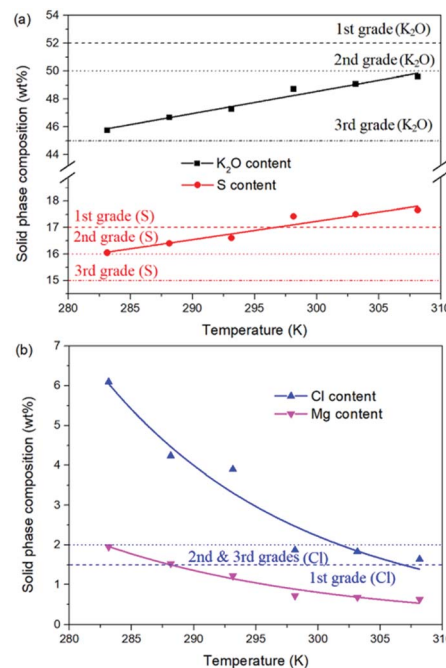 (a)
1st grade (K2O)
2nd grade (K2O)
3rd grade (K2O)
K2O content
S content
1st grade (S)
2nd grade (S)
3rd grade (S)
Solid phase composition (wt%)
54
52
50
48
46
44
18
17
16
15
280 285 290 295 300 305 310
Temperature (K)
(b)
Cl content
Mg content
2nd & 3rd grades (Cl)
1st grade (Cl)
Solid phase composition (wt%)
7
6
5
4
3
2
1
0
280 285 290 295 300 305 310
Temperature (K)